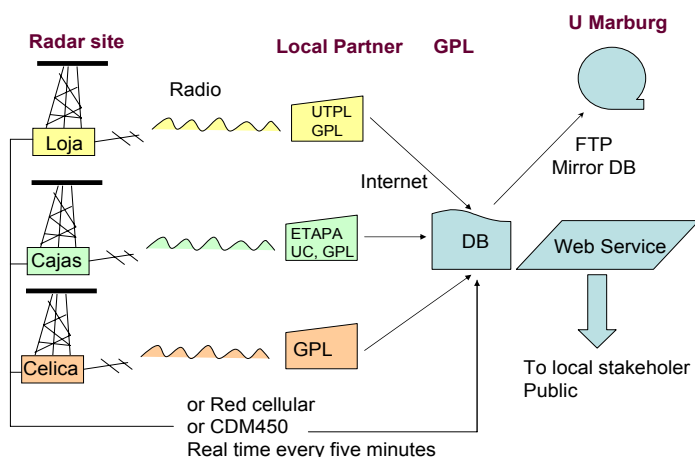 Radar site
Local Partner
GPL
U Marburg
Radio
UTPL
GPL
Loja
FTP
Mirror DB
Internet
ETAPA
UC, GPL
Cajas
DB
Web Service
GPL
Celica
To local stakeholer
Public
or Red cellular
or CDM450
Real time every five minutes